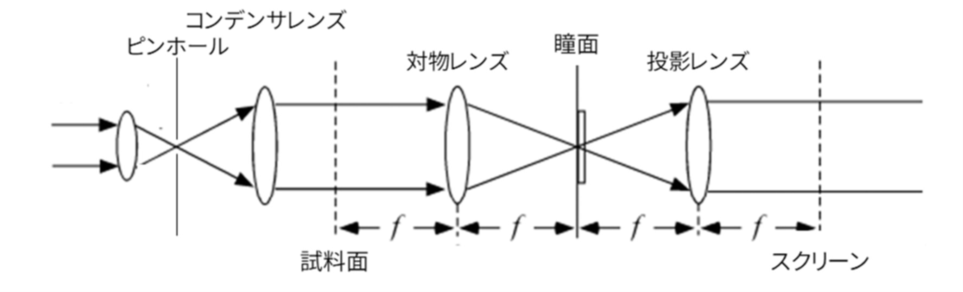 コンデンサレンズ
ピンホール
対物レンズ
瞳面
投影レンズ
f
f
f
f
試料面
スクリーン